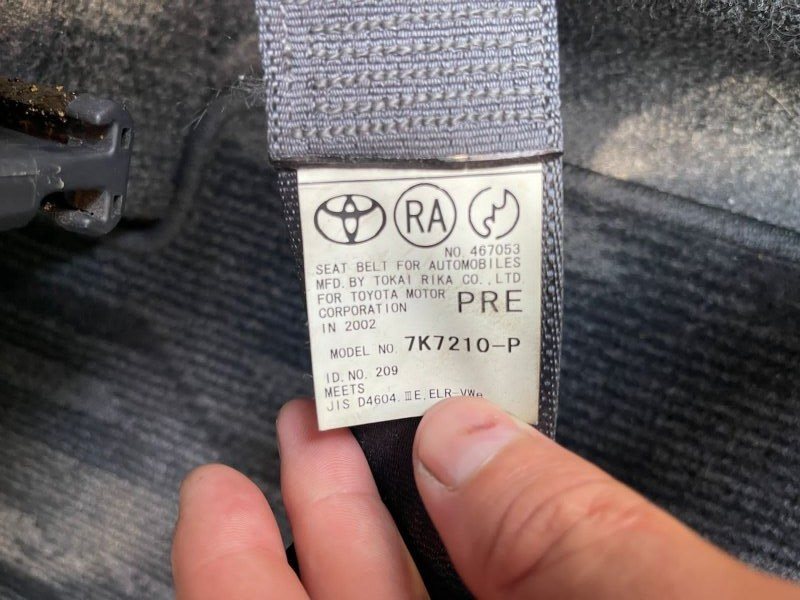 RA
NO. 467053
SEAT BELT FOR AUTOMOBILES
MFD. BY TOKAI RIKA CO., LTD
FOR TOYOTA MOTOR
CORPORATION
PRE
IN 2002
MODEL NO. 7K7210-P
ID. NO. 209
MEETS
JIS D4604. ⅢE, ELR-VWe